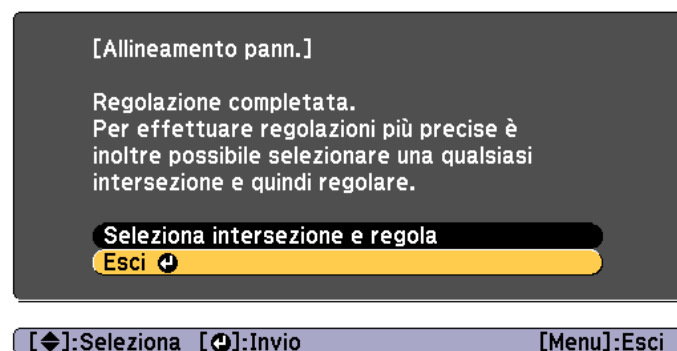 [Allineamento pann.]
Regolazione completata.
Per effettuare regolazioni più precise è
inoltre possibile selezionare una qualsiasi
intersezione e quindi regolare.
Seleziona intersezione e regola
Esci
[◆]:Seleziona [↵]:Invio [Menu]:Esci